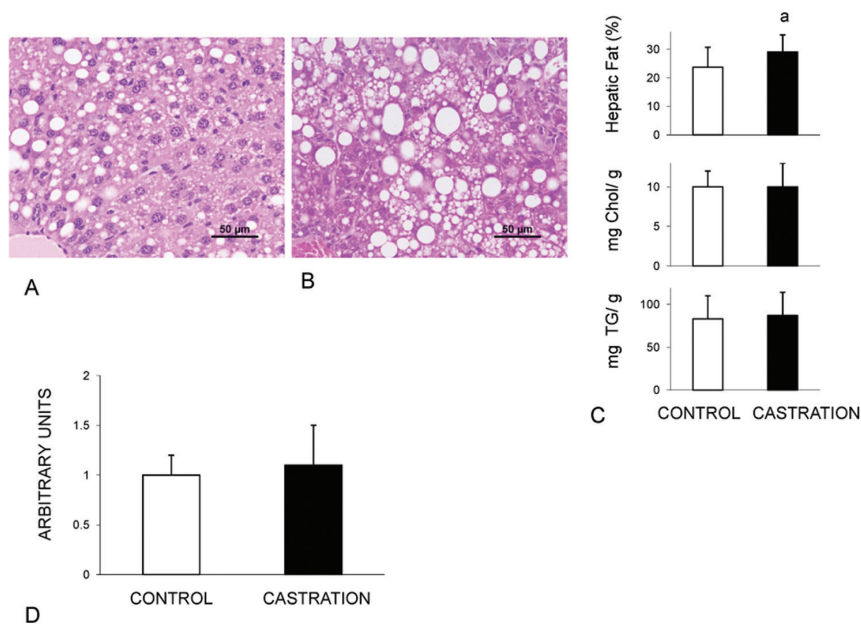 50 µm
A
50 µm
B
a
Hepatic Fat (%)
30
20
10
0
mg Chol/ g
10
5
0
mg TG/ g
100
50
0
CONTROL CASTRATION
C
ARBITRARY UNITS
2
1.5
1
0.5
0
CONTROL CASTRATION
D